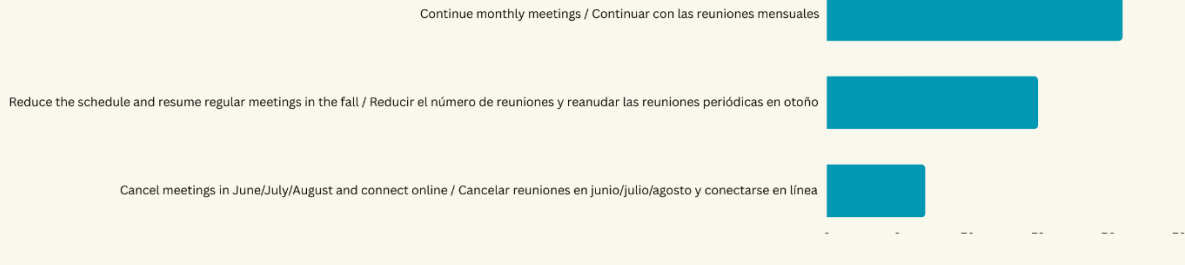 Continue monthly meetings / Continuar con las reuniones mensuales
Reduce the schedule and resume regular meetings in the fall / Reducir el número de reuniones y reanudar las reuniones periódicas en otoño
Cancel meetings in June/July/August and connect online / Cancelar reuniones en junio/julio/agosto y conectarse en línea